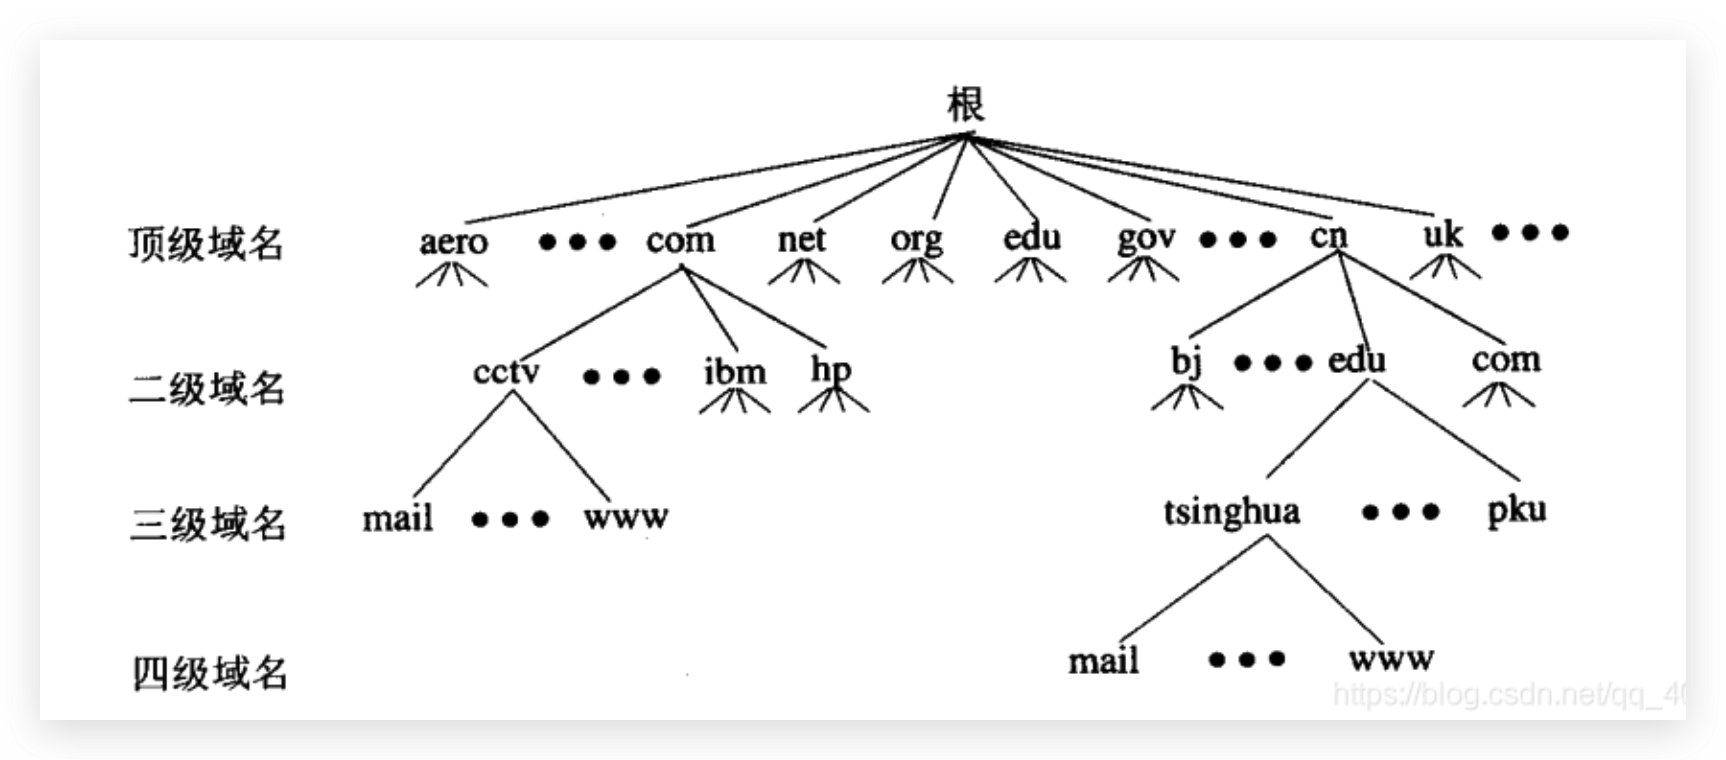 根
顶级域名 aero ••• com net org edu gov ••• cn uk •••
二级域名 cctv ••• ibm hp bj ••• edu com
三级域名 mail ••• www tsinghua ••• pku
四级域名 mail ••• www
https://blog.csdn.net/qq_40